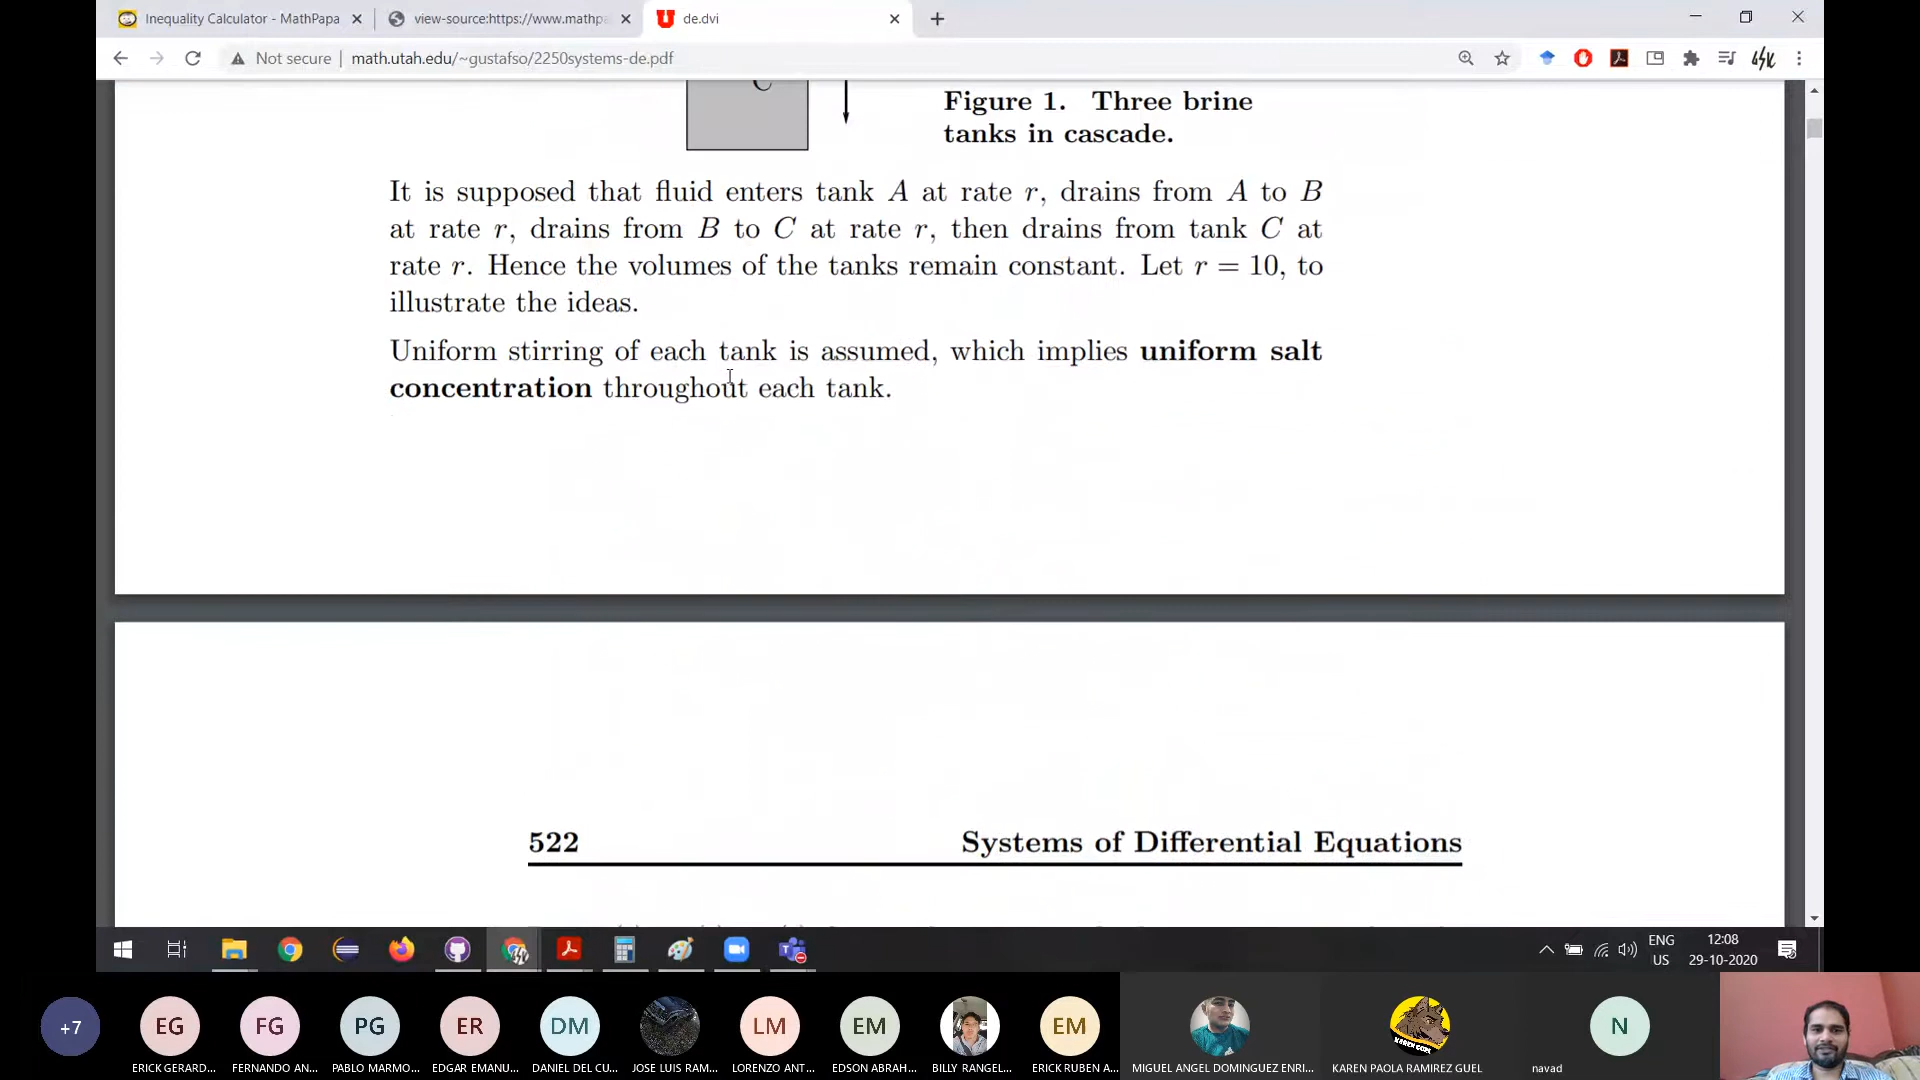 Inequality Calculator - MathPapa
view-source:https://www.mathpa
de.dvi
Not secure
math.utah.edu/~gustafso/2250systems-de.pdf
C
Figure 1. Three brine
tanks in cascade.
It is supposed that fluid enters tank A at rate r, drains from A to B
at rate r, drains from B to C at rate r, then drains from tank C at
rate r. Hence the volumes of the tanks remain constant. Let r = 10, to
illustrate the ideas.
Uniform stirring of each tank is assumed, which implies uniform salt
concentration throughout each tank.
522
Systems of Differential Equations
ENG
US
12:08
29-10-2020
+7
EG
FG
PG
ER
DM
LM
EM
EM
N
ERICK GERARD...
FERNANDO AN...
PABLO MARMO...
EDGAR EMANU...
DANIEL DEL CU...
JOSE LUIS RAM...
LORENZO ANT...
EDSON ABRAH...
BILLY RANGEL...
ERICK RUBEN A...
MIGUEL ANGEL DOMINGUEZ ENRI...
KAREN PAOLA RAMIREZ GUEL
navad